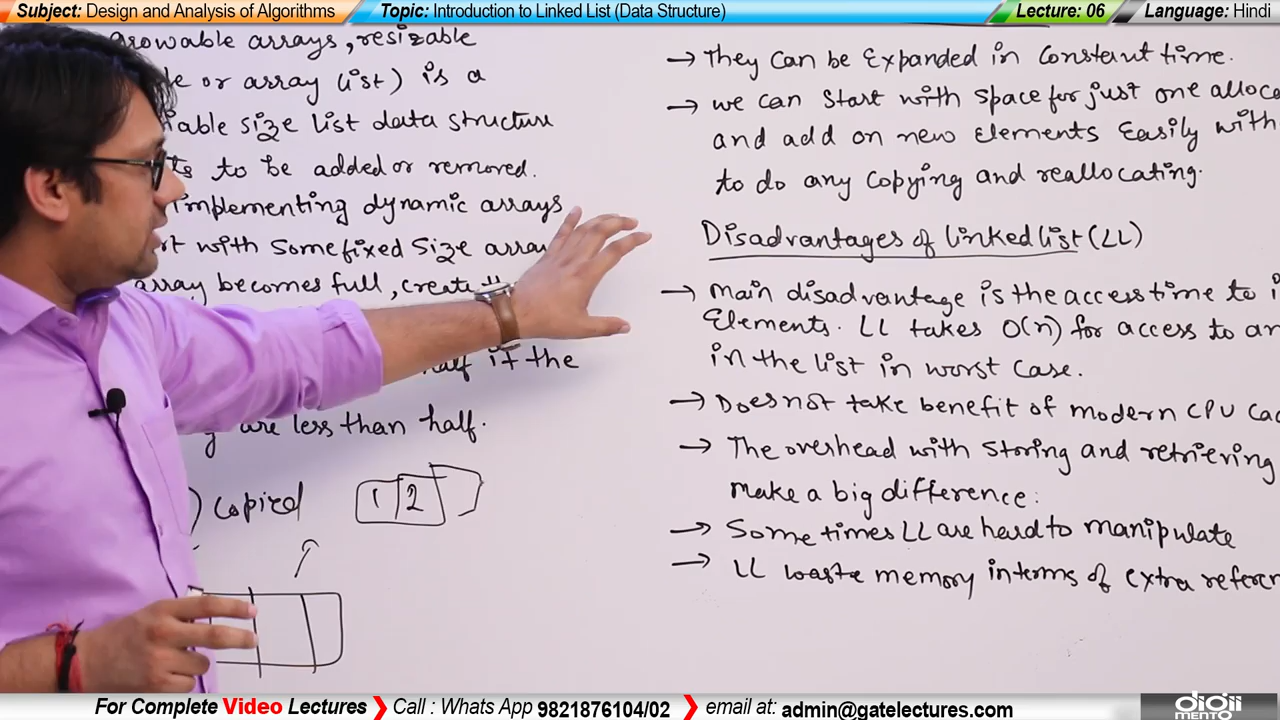 Subject: Design and Analysis of Algorithms
Topic: Introduction to Linked List (Data Structure)
Lecture: 06
Language: Hindi
growable arrays, resizable
or array list) is a
size list data structure
to be added or removed.
implementing dynamic arrays
with some fixed size array
array becomes full, create
half if the
are less than half.
) copied
1 2
→ They can be Expanded in Constant time.
→ we can start with space for just one
and add on new Elements Easily with
to do any copying and reallocating.
Disadvantages of linked list (LL)
→ main disadvantage is the access time to
Elements. LL takes O(n) for access to
in the list in worst case.
→ Does not take benefit of modern CPU
→ The overhead with storing and retrieving
make a big difference.
→ Some times LL are hard to manipulate
→ LL waste memory in terms of extra
For Complete Video Lectures ❯ Call : Whats App 9821876104/02 ❯ email at: admin@gatelectures.com
digii
MENTOR